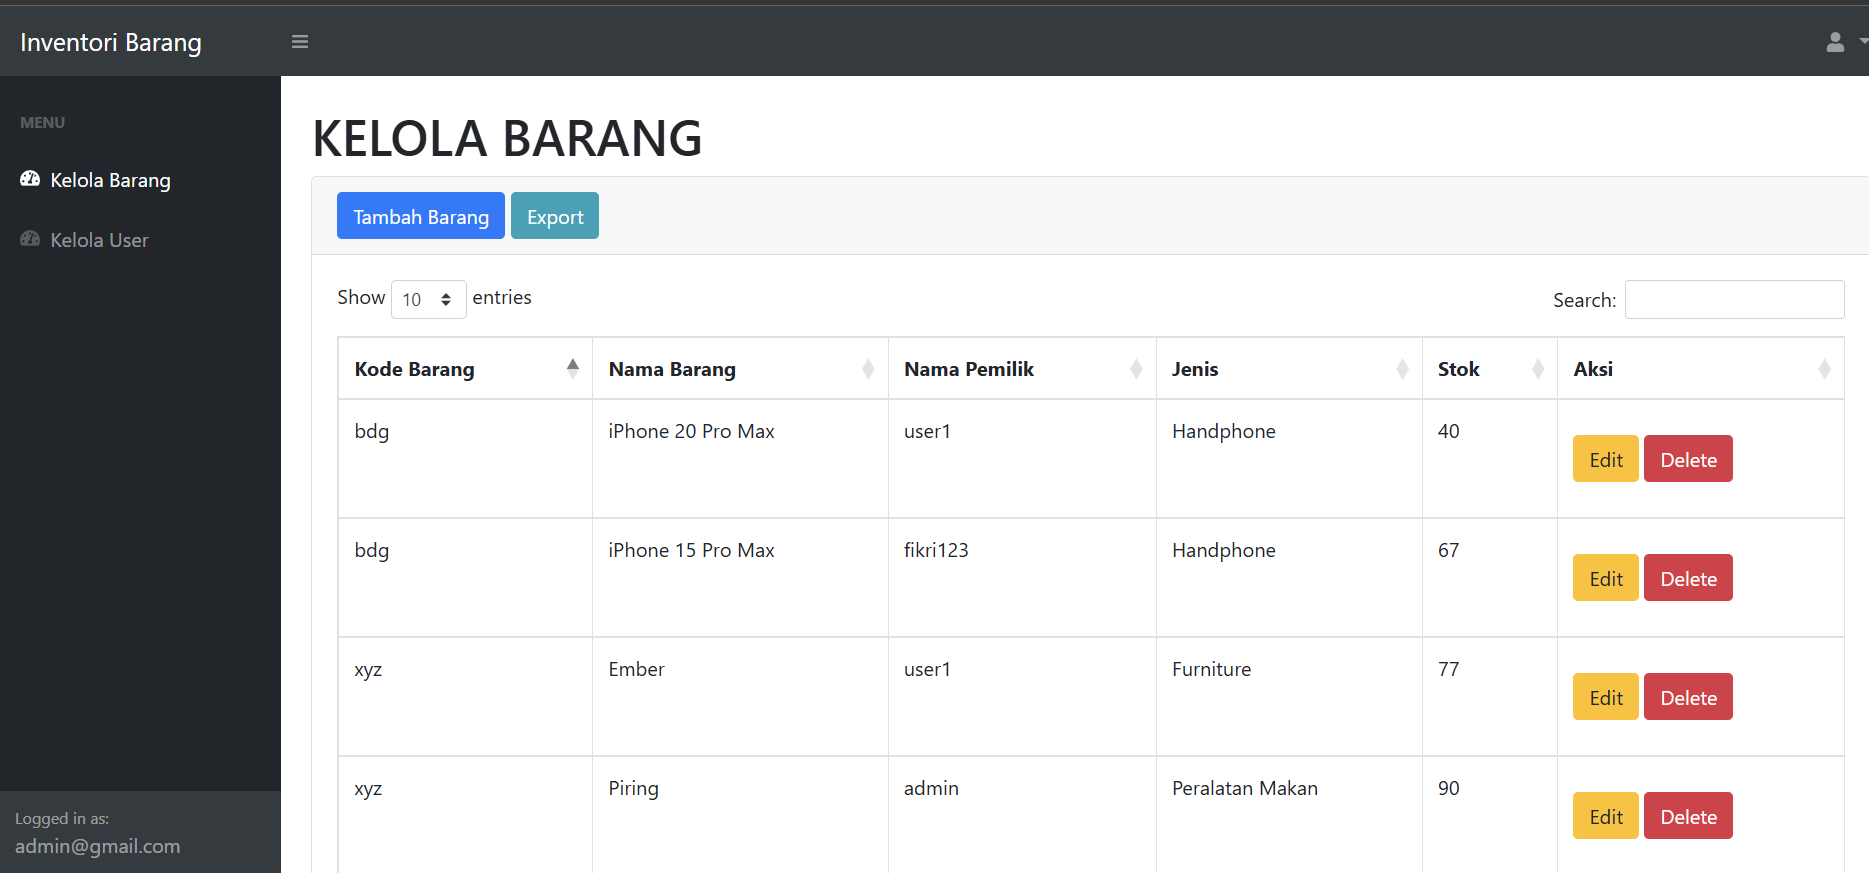 Inventori Barang
MENU
Kelola Barang
Kelola User
Logged in as:
admin@gmail.com
KELOLA BARANG
Tambah Barang Export
Show 10 entries Search:
Kode Barang Nama Barang Nama Pemilik Jenis Stok Aksi
bdg iPhone 20 Pro Max user1 Handphone 40 Edit Delete
bdg iPhone 15 Pro Max fikri123 Handphone 67 Edit Delete
xyz Ember user1 Furniture 77 Edit Delete
xyz Piring admin Peralatan Makan 90 Edit Delete